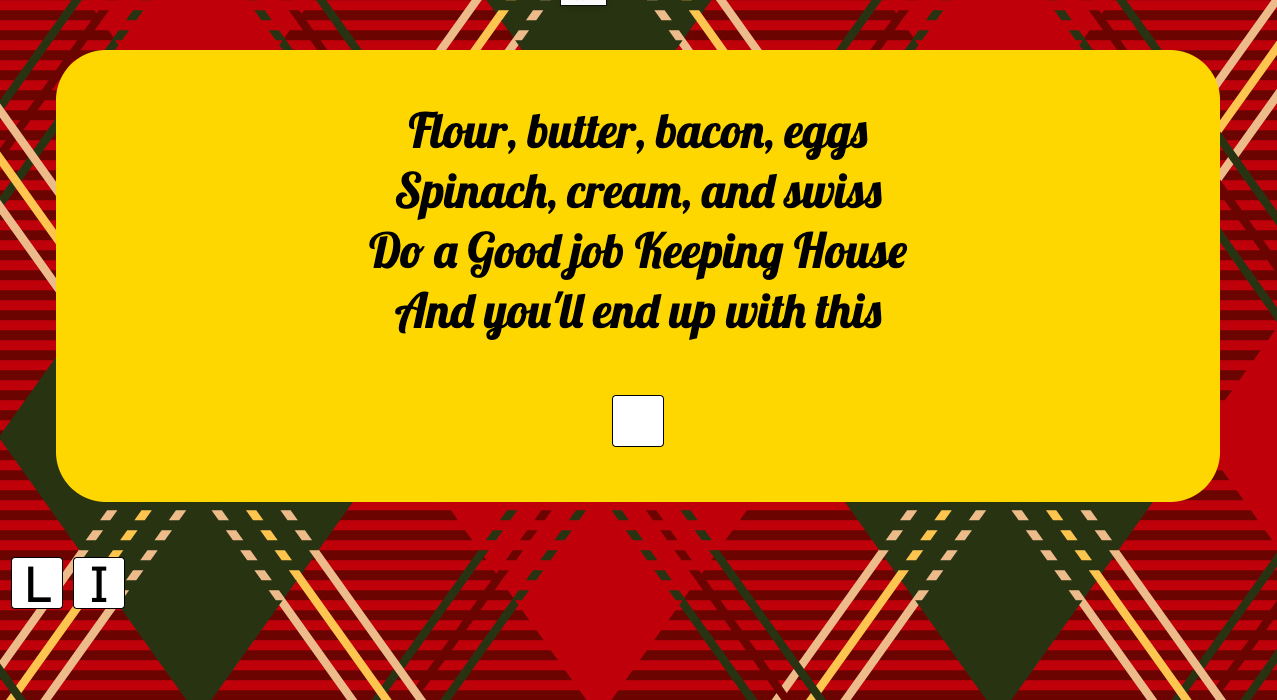 Flour, butter, bacon, eggs
Spinach, cream, and swiss
Do a Good job Keeping House
And you'll end up with this
L I